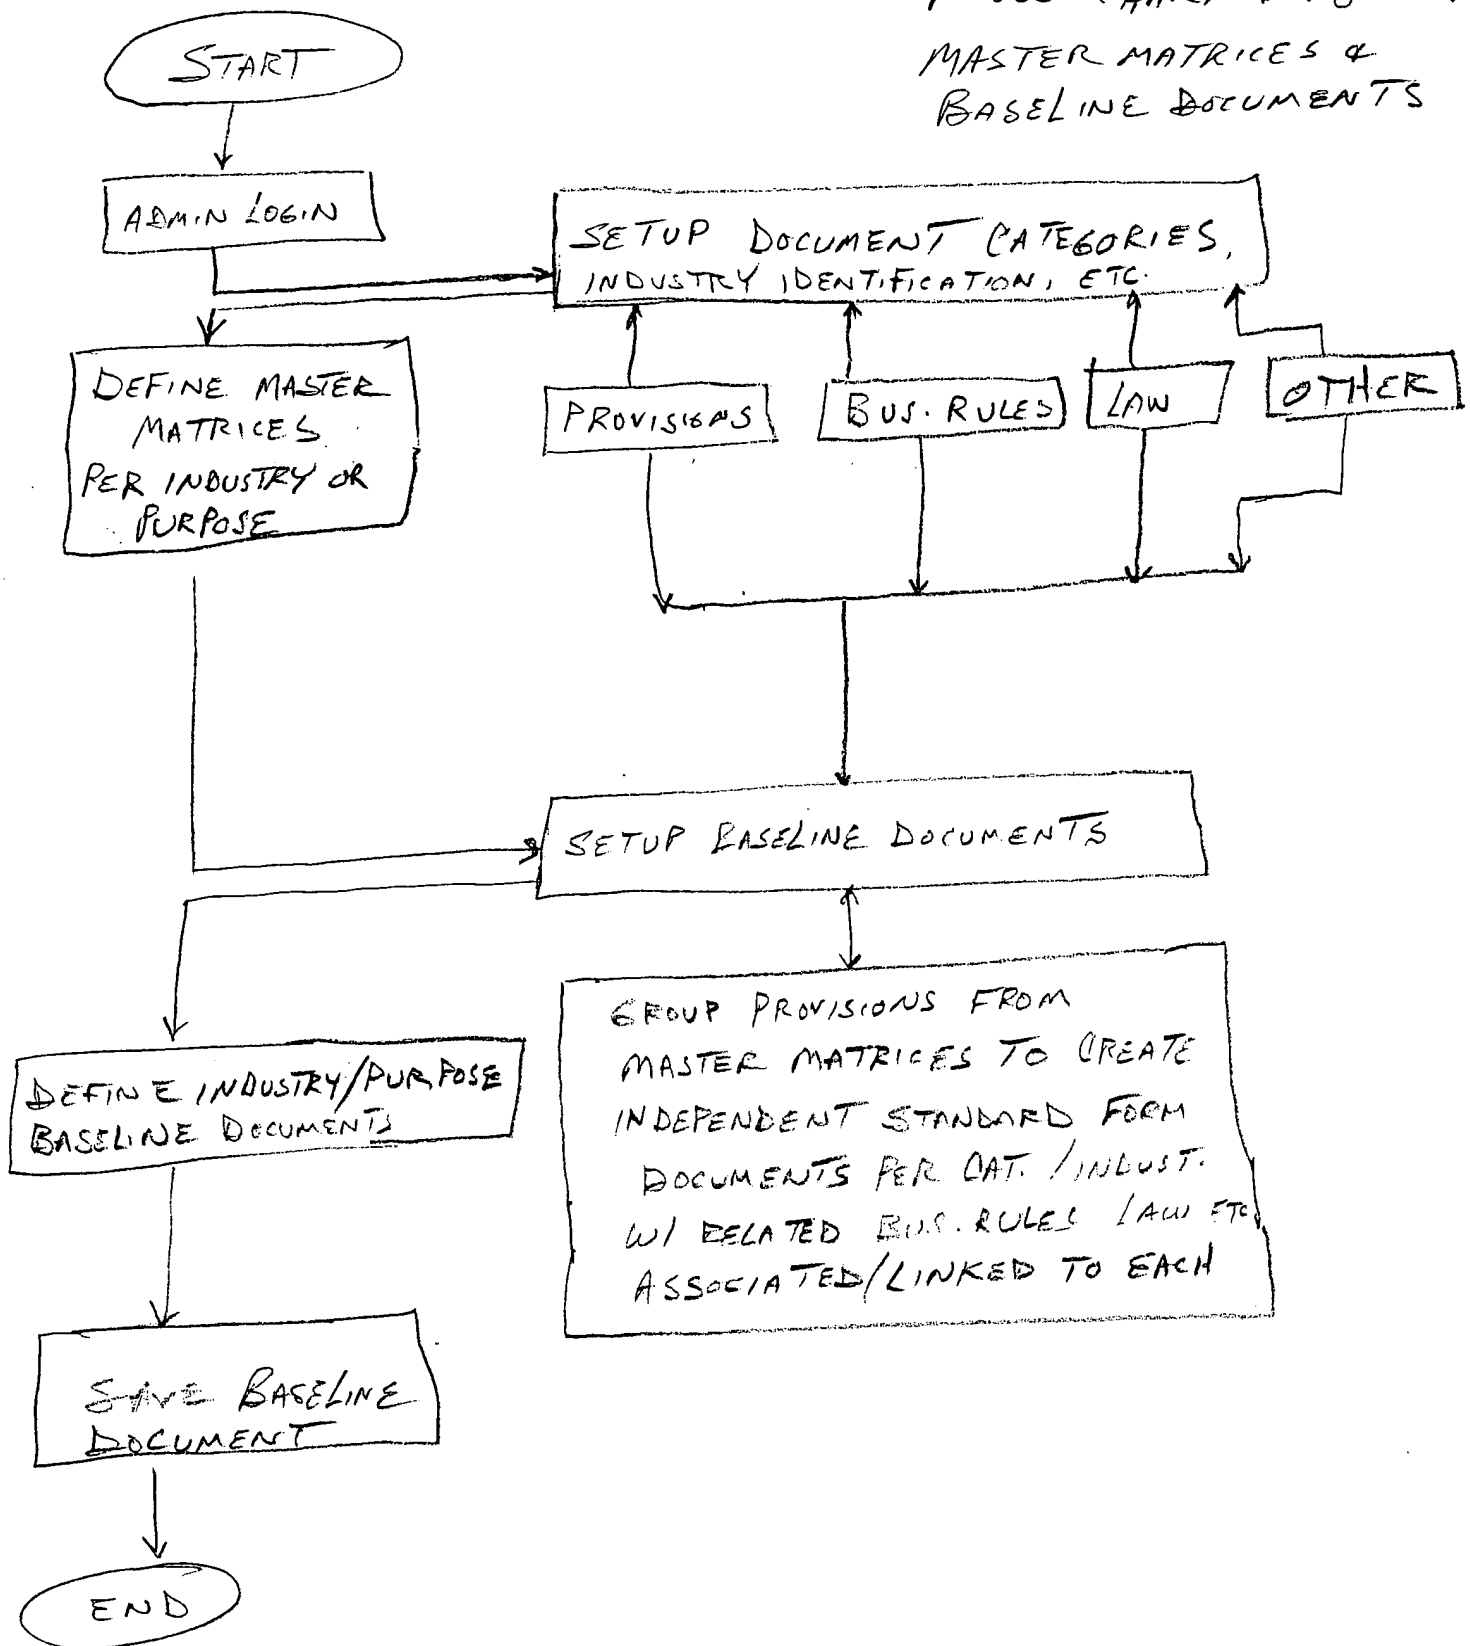 MASTER MATRICES &
BASELINE DOCUMENTS
START
ADMIN LOGIN
SETUP DOCUMENT CATEGORIES,
INDUSTRY IDENTIFICATION, ETC.
DEFINE MASTER
MATRICES
PER INDUSTRY OR
PURPOSE
PROVISIONS
BUS. RULES
LAW
OTHER
SETUP BASELINE DOCUMENTS
GROUP PROVISIONS FROM
MASTER MATRICES TO CREATE
INDEPENDENT STANDARD FORM
DOCUMENTS PER CAT. / INDUST.
W/ RELATED BUS. RULES LAW ETC.
ASSOCIATED/LINKED TO EACH
DEFINE INDUSTRY/PURPOSE
BASELINE DOCUMENTS
SAVE BASELINE
DOCUMENT
END